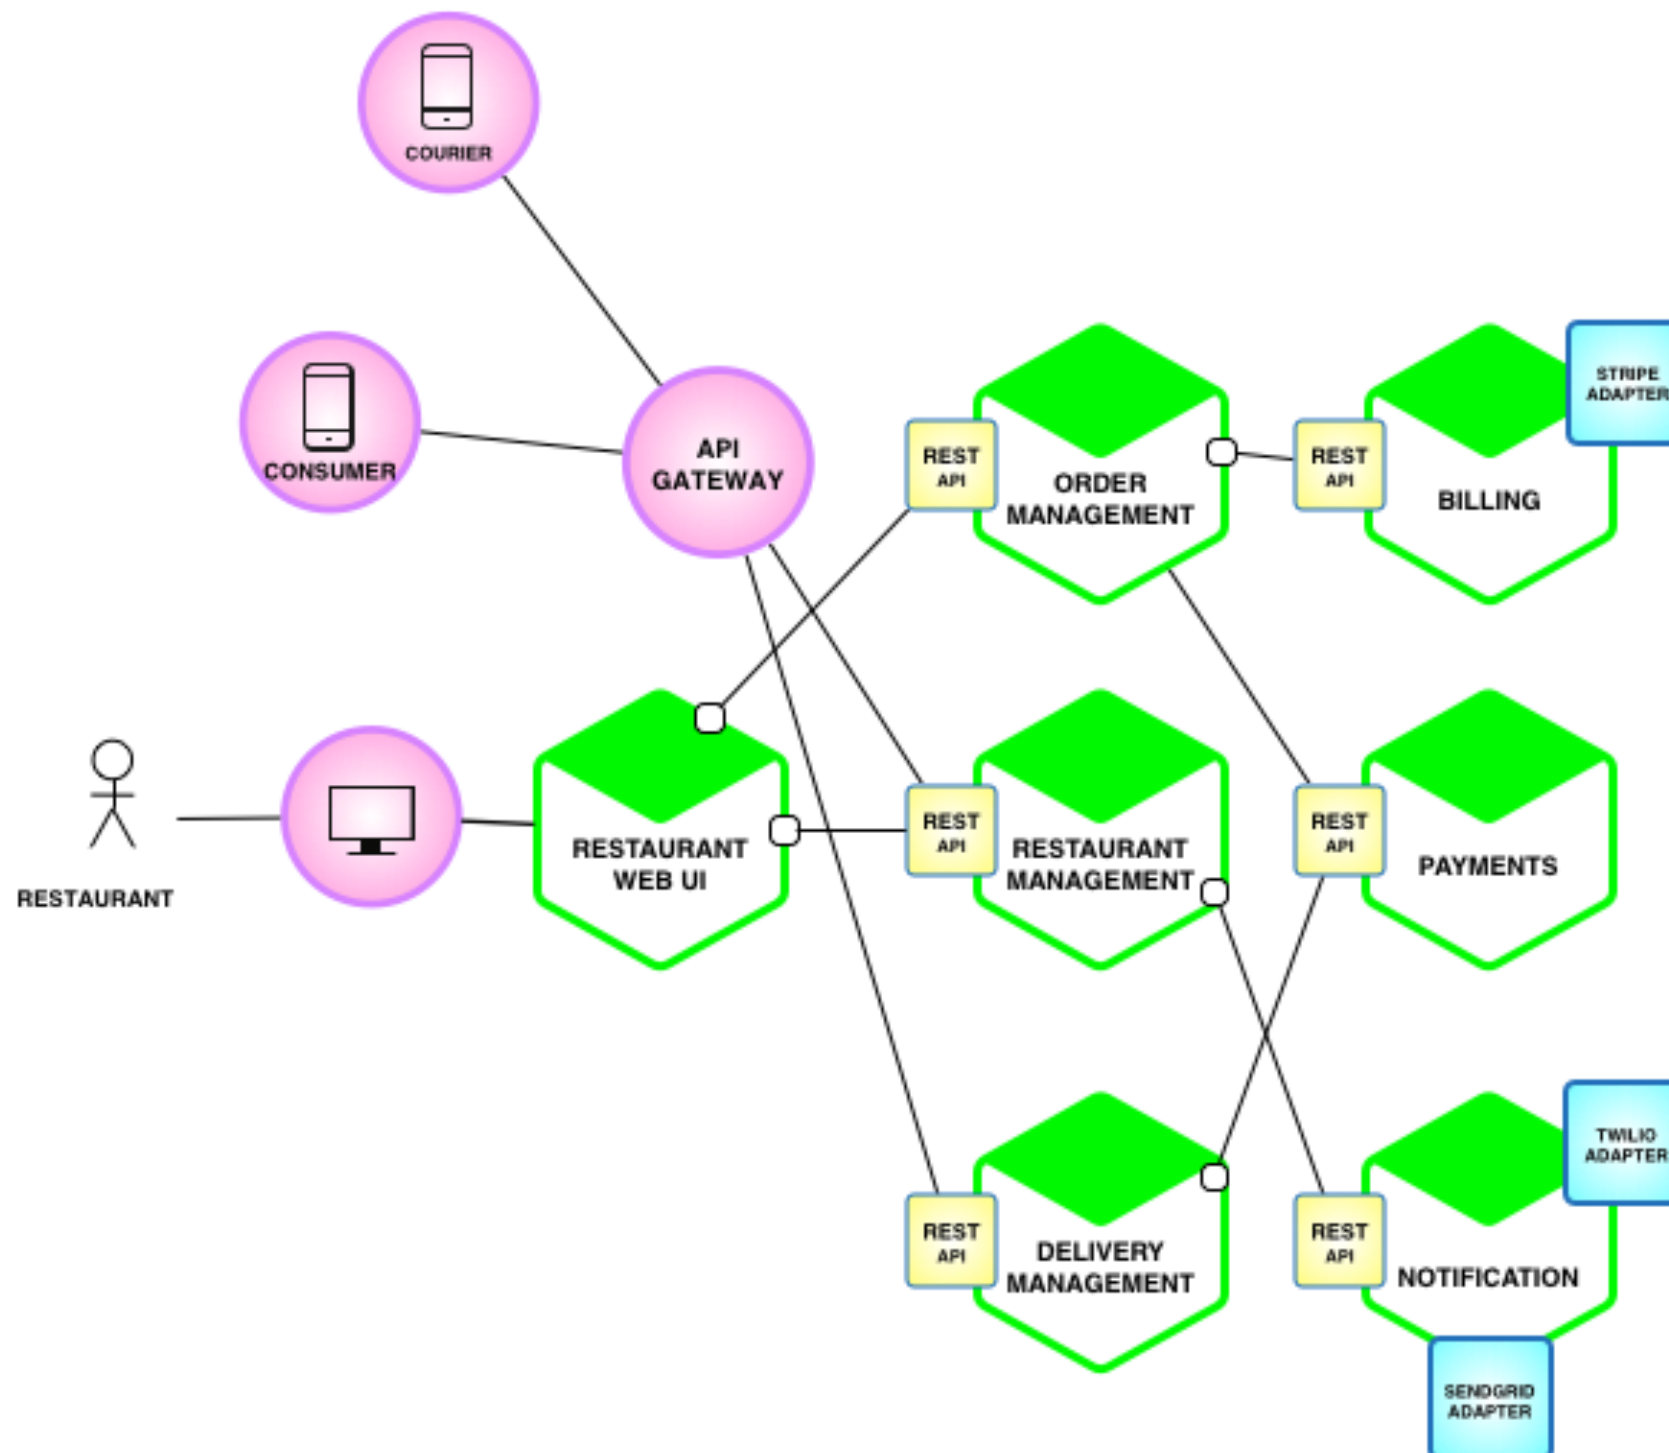 COURIER
CONSUMER
API
GATEWAY
REST
API
ORDER
MANAGEMENT
REST
API
BILLING
STRIPE
ADAPTER
RESTAURANT
RESTAURANT
WEB UI
REST
API
RESTAURANT
MANAGEMENT
REST
API
PAYMENTS
REST
API
DELIVERY
MANAGEMENT
REST
API
NOTIFICATION
TWILIO
ADAPTER
SENDGRID
ADAPTER